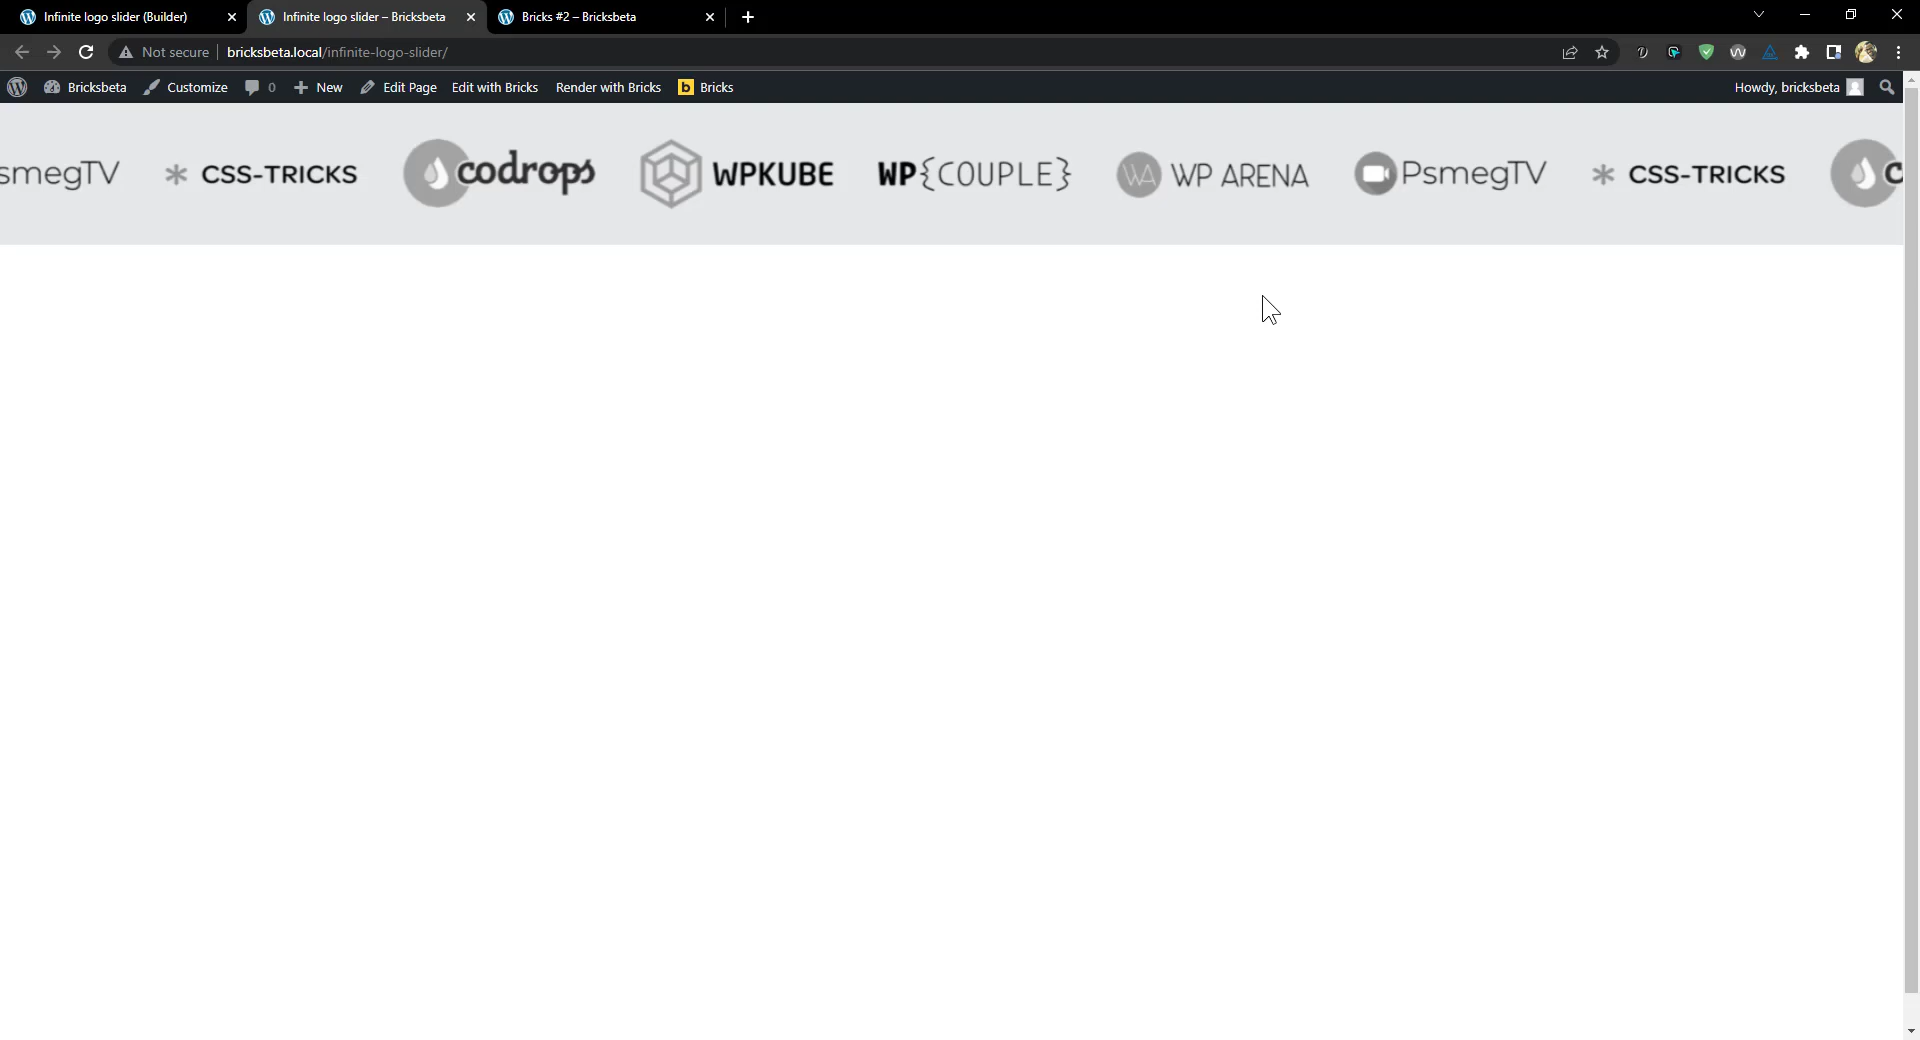 Infinite logo slider (Builder)
Infinite logo slider – Bricksbeta
Bricks #2 – Bricksbeta
Not secure
bricksbeta.local/infinite-logo-slider/
Bricksbeta
Customize
0
New
Edit Page
Edit with Bricks
Render with Bricks
b Bricks
Howdy, bricksbeta
smegTV
* CSS-TRICKS
codrops
WPKUBE
WP{COUPLE}
WA WP ARENA
PsmegTV
* CSS-TRICKS
c